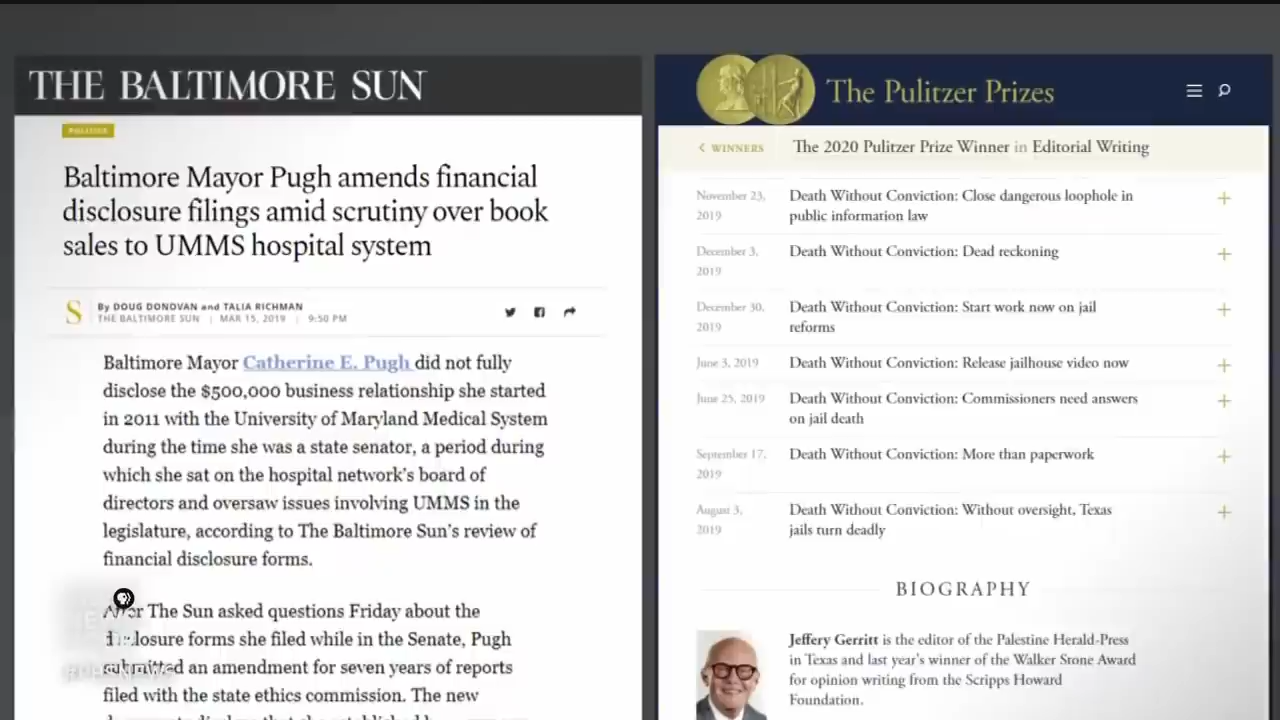 THE BALTIMORE SUN
POLITICS
Baltimore Mayor Pugh amends financial
disclosure filings amid scrutiny over book
sales to UMMS hospital system
By DOUG DONOVAN and TALIA RICHMAN
THE BALTIMORE SUN | MAR 15, 2019 | 9:50 PM
Baltimore Mayor Catherine E. Pugh did not fully
disclose the $500,000 business relationship she started
in 2011 with the University of Maryland Medical System
during the time she was a state senator, a period during
which she sat on the hospital network's board of
directors and oversaw issues involving UMMS in the
legislature, according to The Baltimore Sun's review of
financial disclosure forms.
After The Sun asked questions Friday about the
disclosure forms she filed while in the Senate, Pugh
submitted an amendment for seven years of reports
filed with the state ethics commission. The new
The Pulitzer Prizes
< WINNERS The 2020 Pulitzer Prize Winner in Editorial Writing
November 23, 2019
Death Without Conviction: Close dangerous loophole in
public information law
December 3, 2019
Death Without Conviction: Dead reckoning
December 30, 2019
Death Without Conviction: Start work now on jail
reforms
June 3, 2019 Death Without Conviction: Release jailhouse video now
June 25, 2019 Death Without Conviction: Commissioners need answers
on jail death
September 17, 2019
Death Without Conviction: More than paperwork
August 3, 2019
Death Without Conviction: Without oversight, Texas
jails turn deadly
BIOGRAPHY
Jeffery Gerritt is the editor of the Palestine Herald-Press
in Texas and last year's winner of the Walker Stone Award
for opinion writing from the Scripps Howard
Foundation.